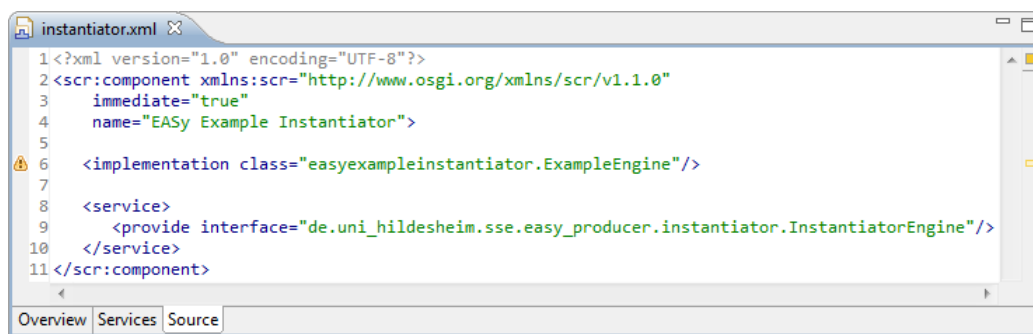 instantiator.xml
1 <?xml version="1.0" encoding="UTF-8"?>
2 <scr:component xmlns:scr="http://www.osgi.org/xmlns/scr/v1.1.0"
3     immediate="true"
4     name="EASy Example Instantiator">
5
6    <implementation class="easyexampleinstantiator.ExampleEngine"/>
7
8    <service>
9       <provide interface="de.uni_hildesheim.sse.easy_producer.instantiator.InstantiatorEngine"/>
10    </service>
11 </scr:component>
Overview Services Source